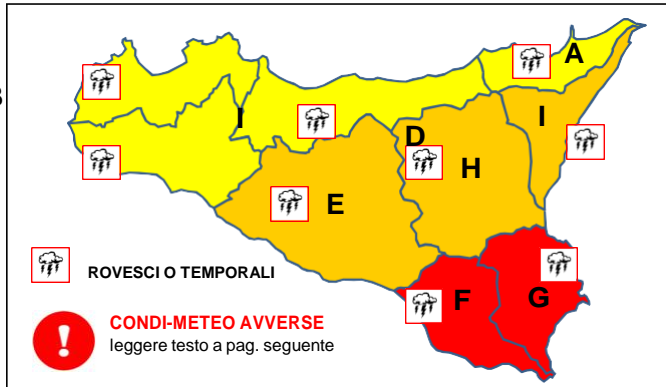 A
I
I
D
H
E
F
G
ROVESCI O TEMPORALI
! CONDI-METEO AVVERSE
leggere testo a pag. seguente